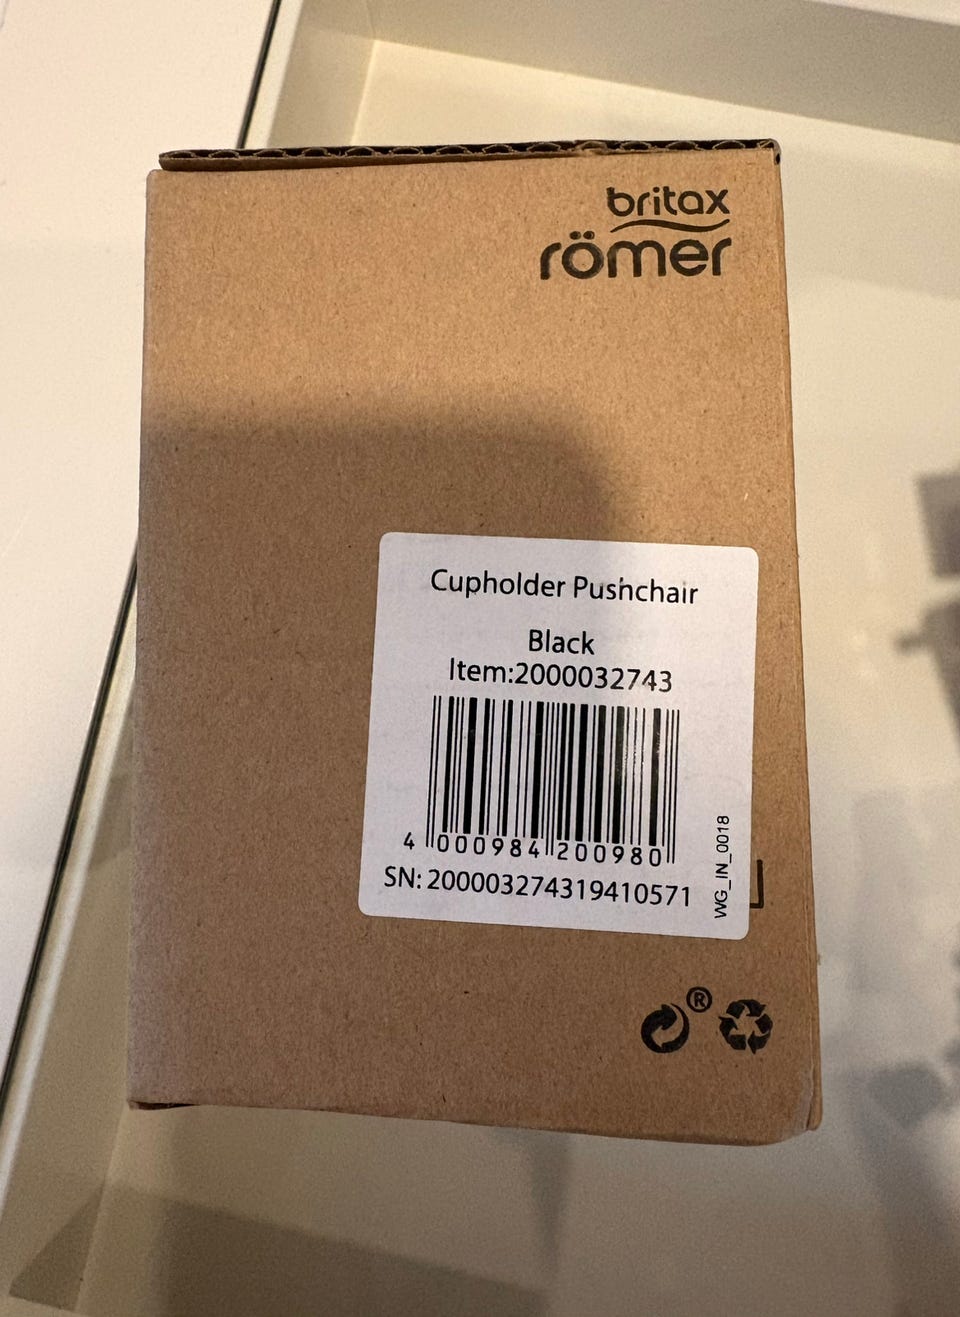 britax
römer
Cupholder Pushchair
Black
Item:2000032743
4 000984 200980
SN: 200003274319410571
WG_IN_0018
®